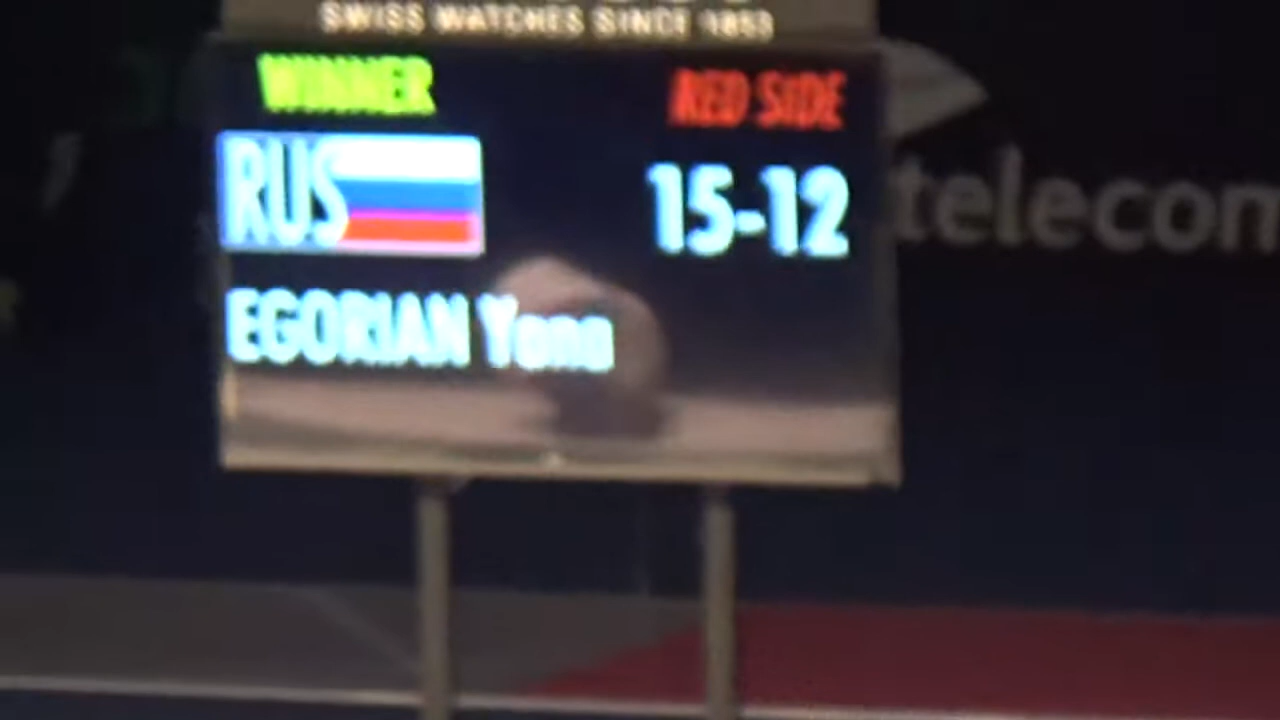 SWISS WATCHES SINCE 1853
WINNER
RED SIDE
RUS
15-12
telecom
EGORIAN Yana